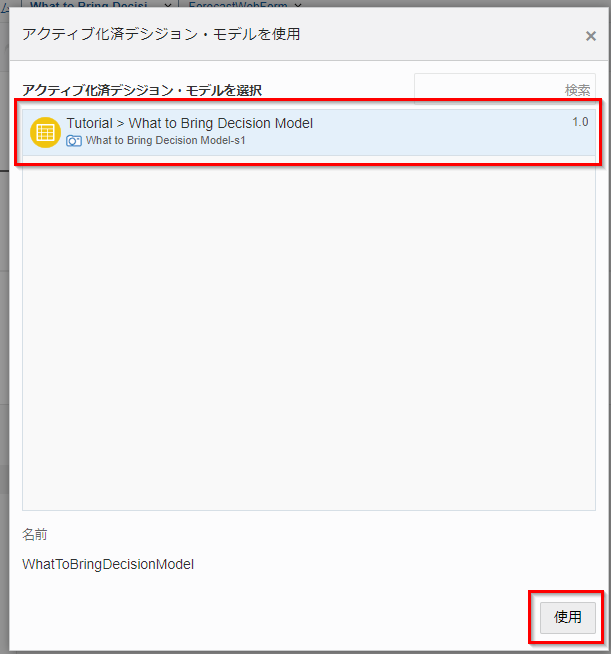 What to Bring Decisi...
ForecastWebForm
アクティブ化済デシジョン・モデルを使用
アクティブ化済デシジョン・モデルを選択
検索
Tutorial > What to Bring Decision Model
1.0
What to Bring Decision Model-s1
名前
WhatToBringDecisionModel
使用